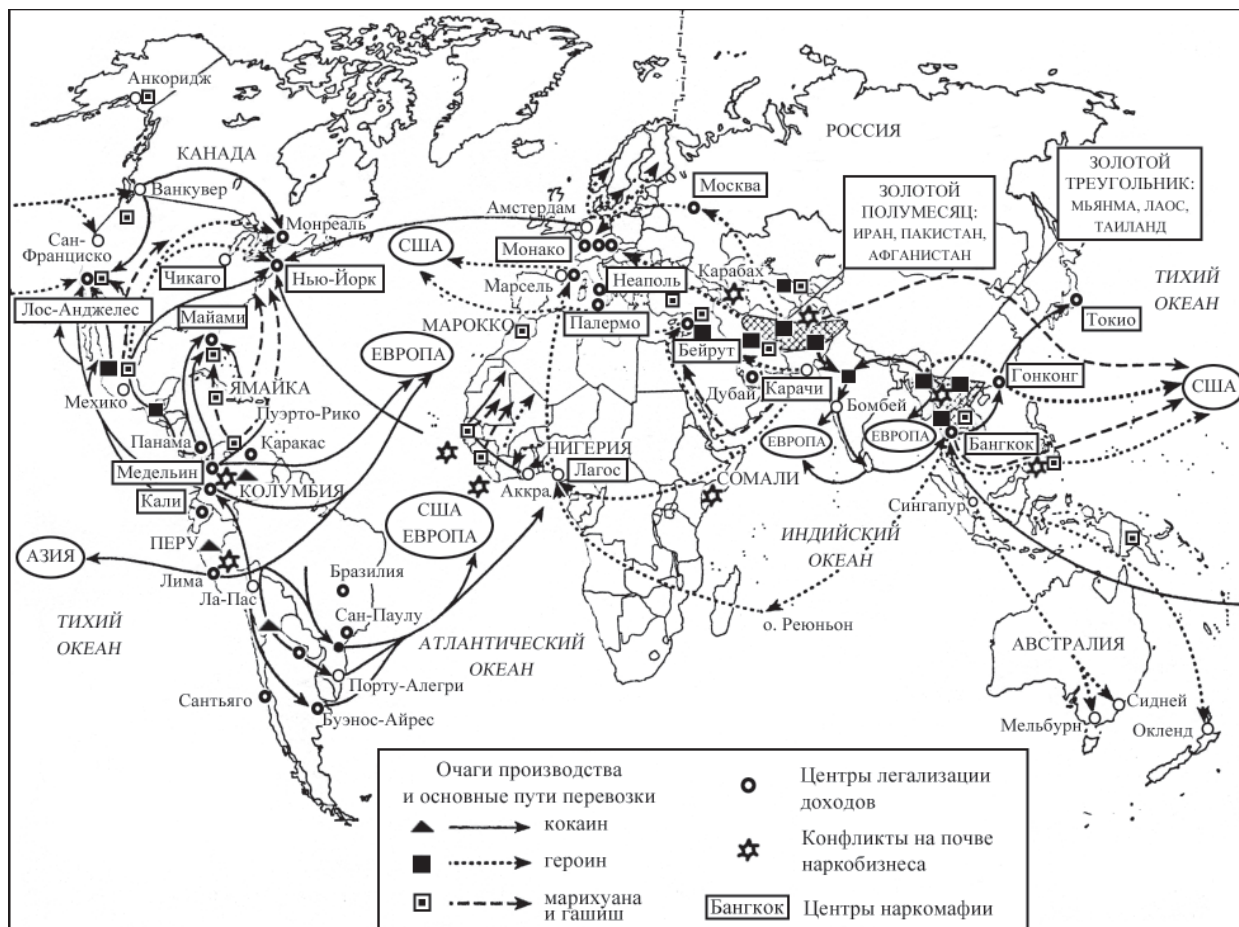 Анкоридж
КАНАДА
Ванкувер
Сан-
Франциско
Монреаль
Чикаго
Нью-Йорк
Лос-Анджелес
Майами
Мехико
ЯМАЙКА
Пуэрто-Рико
Панама
Каракас
Медельин
КОЛУМБИЯ
Кали
ПЕРУ
АЗИЯ
Лима
Ла-Пас
Бразилия
Сан-Паулу
ТИХИЙ
ОКЕАН
АТЛАНТИЧЕСКИЙ
ОКЕАН
Сантьяго
Порту-Алегри
Буэнос-Айрес
США
ЕВРОПА
США
ЕВРОПА
РОССИЯ
Москва
Амстердам
Монако
Марсель
Неаполь
Палермо
МАРОККО
Карабах
Бейрут
Дубай
Карачи
НИГЕРИЯ
Лагос
Аккра
СОМАЛИ
ЗОЛОТОЙ
ПОЛУМЕСЯЦ:
ИРАН, ПАКИСТАН,
АФГАНИСТАН
ЗОЛОТОЙ
ТРЕУГОЛЬНИК:
МЬЯНМА, ЛАОС,
ТАИЛАНД
ТИХИЙ
ОКЕАН
Токио
Гонконг
США
Бомбей
ЕВРОПА
ЕВРОПА
Бангкок
Сингапур
ИНДИЙСКИЙ
ОКЕАН
о. Реюньон
АВСТРАЛИЯ
Сидней
Мельбурн
Окленд
Очаги производства
и основные пути перевозки
кокаин
героин
марихуана
и гашиш
Центры легализации
доходов
Конфликты на почве
наркобизнеса
Бангкок
Центры наркомафии